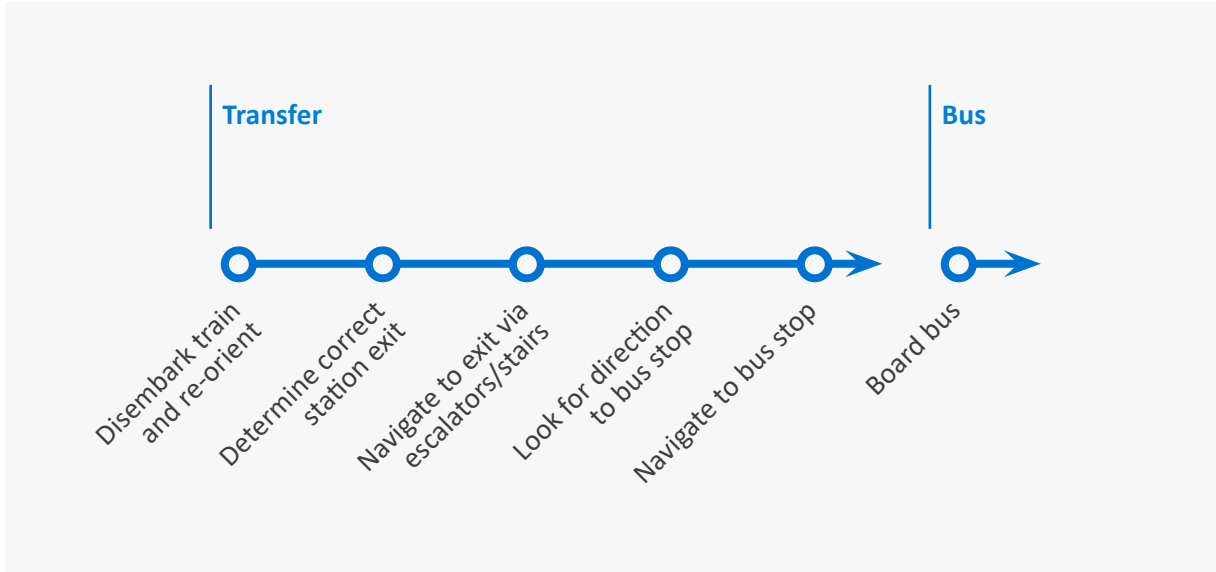 Transfer
Bus
Disembark train
and re-orient
Determine correct
station exit
Navigate to exit via
escalators/stairs
Look for direction
to bus stop
Navigate to bus stop
Board bus